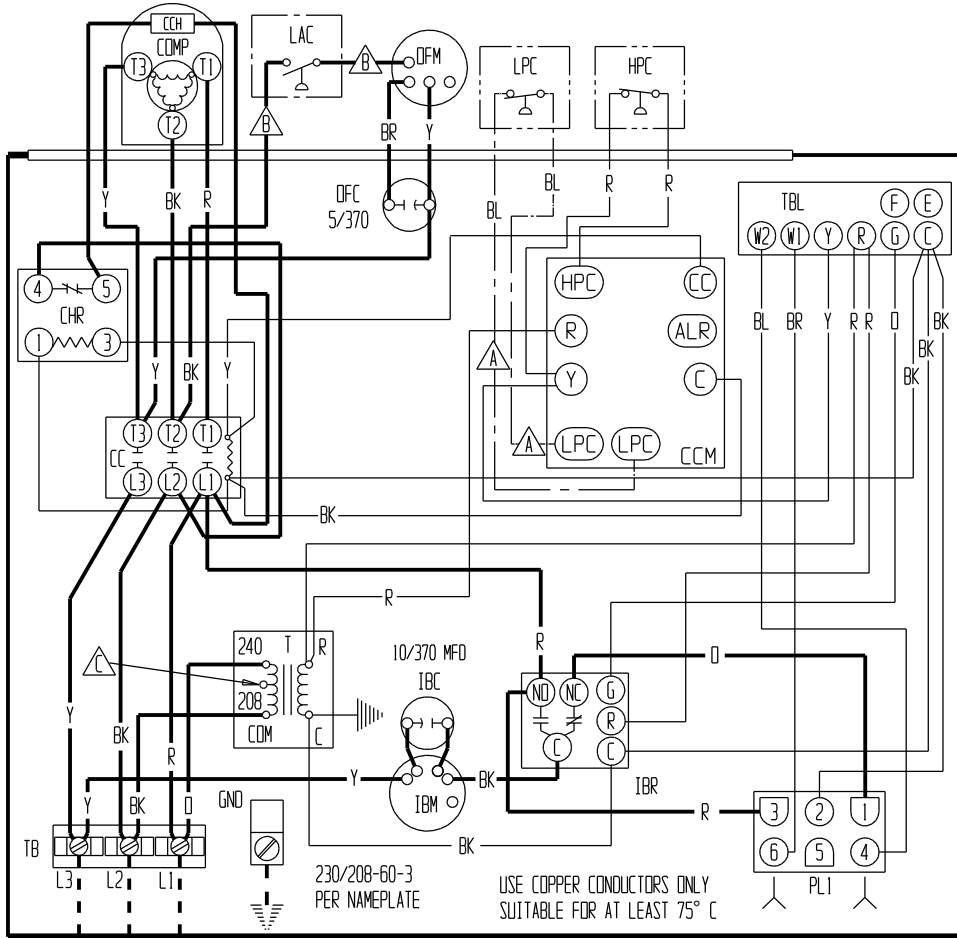 CCH
COMP
T3 T1
T2
LAC
B
OFM
LPC
HPC
B
BR
Y
Y
BK
R
OFC
5/370
BL
BL
R
R
TBL
F
E
W2
W1
Y
R
G
C
4
5
CHR
1
3
HPC
CC
R
ALR
A
Y
C
A
LPC
LPC
CCM
BL
BR
Y
R
R
O
BK
BK
BK
Y
BK
Y
T3
T2
T1
CC
L3
L2
L1
BK
R
240
T
R
208
COM
C
C
10/370 MFD
IBC
R
O
NO
NC
G
R
C
C
IBR
Y
BK
R
Y
BK
O
Y
IBM
BK
R
3
2
1
6
5
4
PL1
GND
BK
TB
L3
L2
L1
230/208-60-3
PER NAMEPLATE
USE COPPER CONDUCTORS ONLY
SUITABLE FOR AT LEAST 75° C